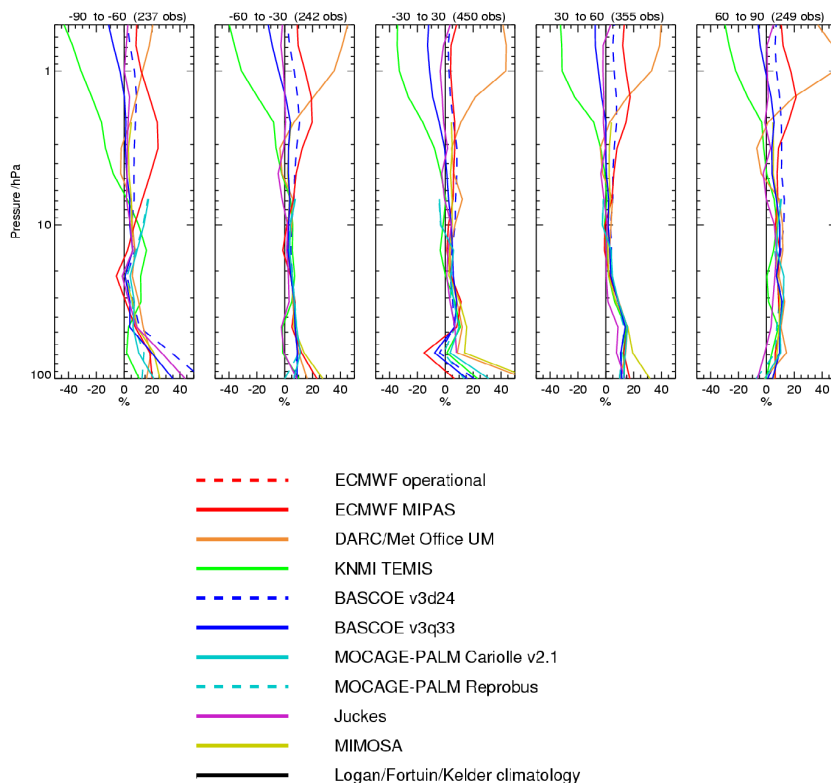 -90 to -60 (237 obs) -60 to -30 (242 obs) -30 to 30 (450 obs) 30 to 60 (355 obs) 60 to 90 (249 obs)
1
Pressure /hPa
10
100
-40 -20 0 20 40 -40 -20 0 20 40 -40 -20 0 20 40 -40 -20 0 20 40 -40 -20 0 20 40
% % % % %
ECMWF operational
ECMWF MIPAS
DARC/Met Office UM
KNMI TEMIS
BASCOE v3d24
BASCOE v3q33
MOCAGE-PALM Cariolle v2.1
MOCAGE-PALM Reprobus
Juckes
MIMOSA
Logan/Fortuin/Kelder climatology